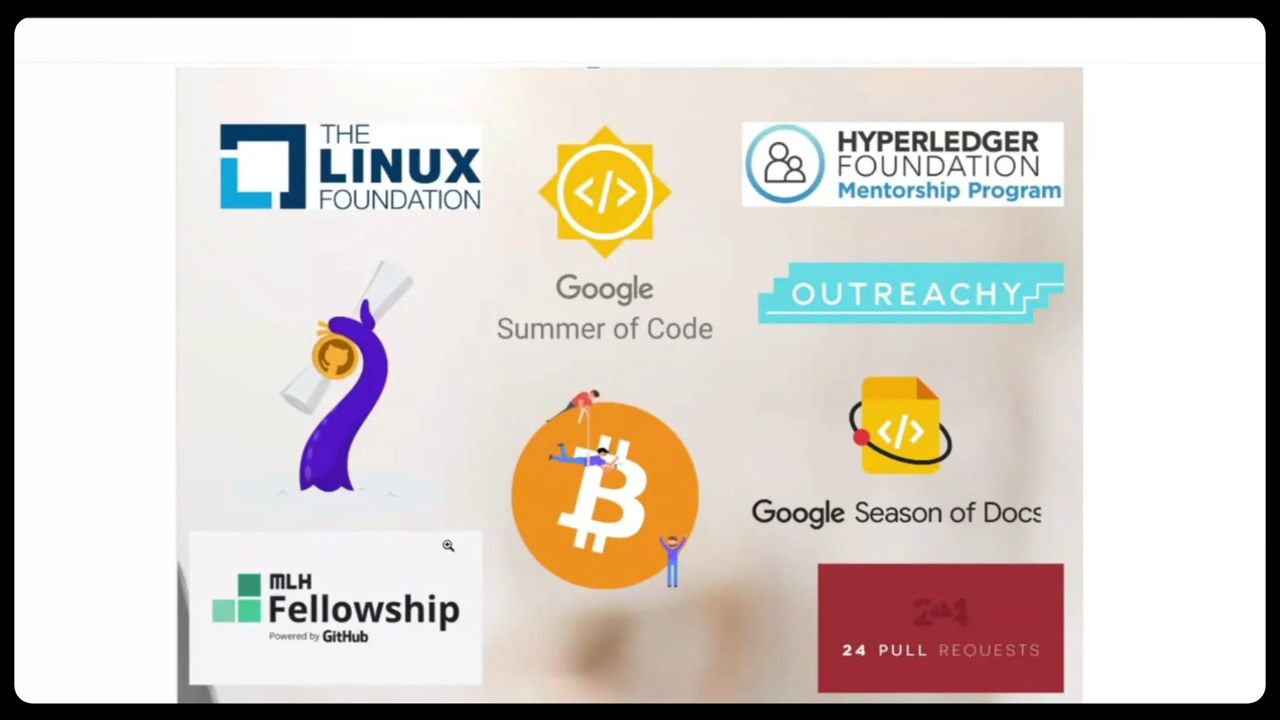 THE
LINUX
FOUNDATION
Google
Summer of Code
HYPERLEDGER
FOUNDATION
Mentorship Program
OUTREACHY
Google Season of Docs
MLH
Fellowship
Powered by GitHub
24
24 PULL REQUESTS